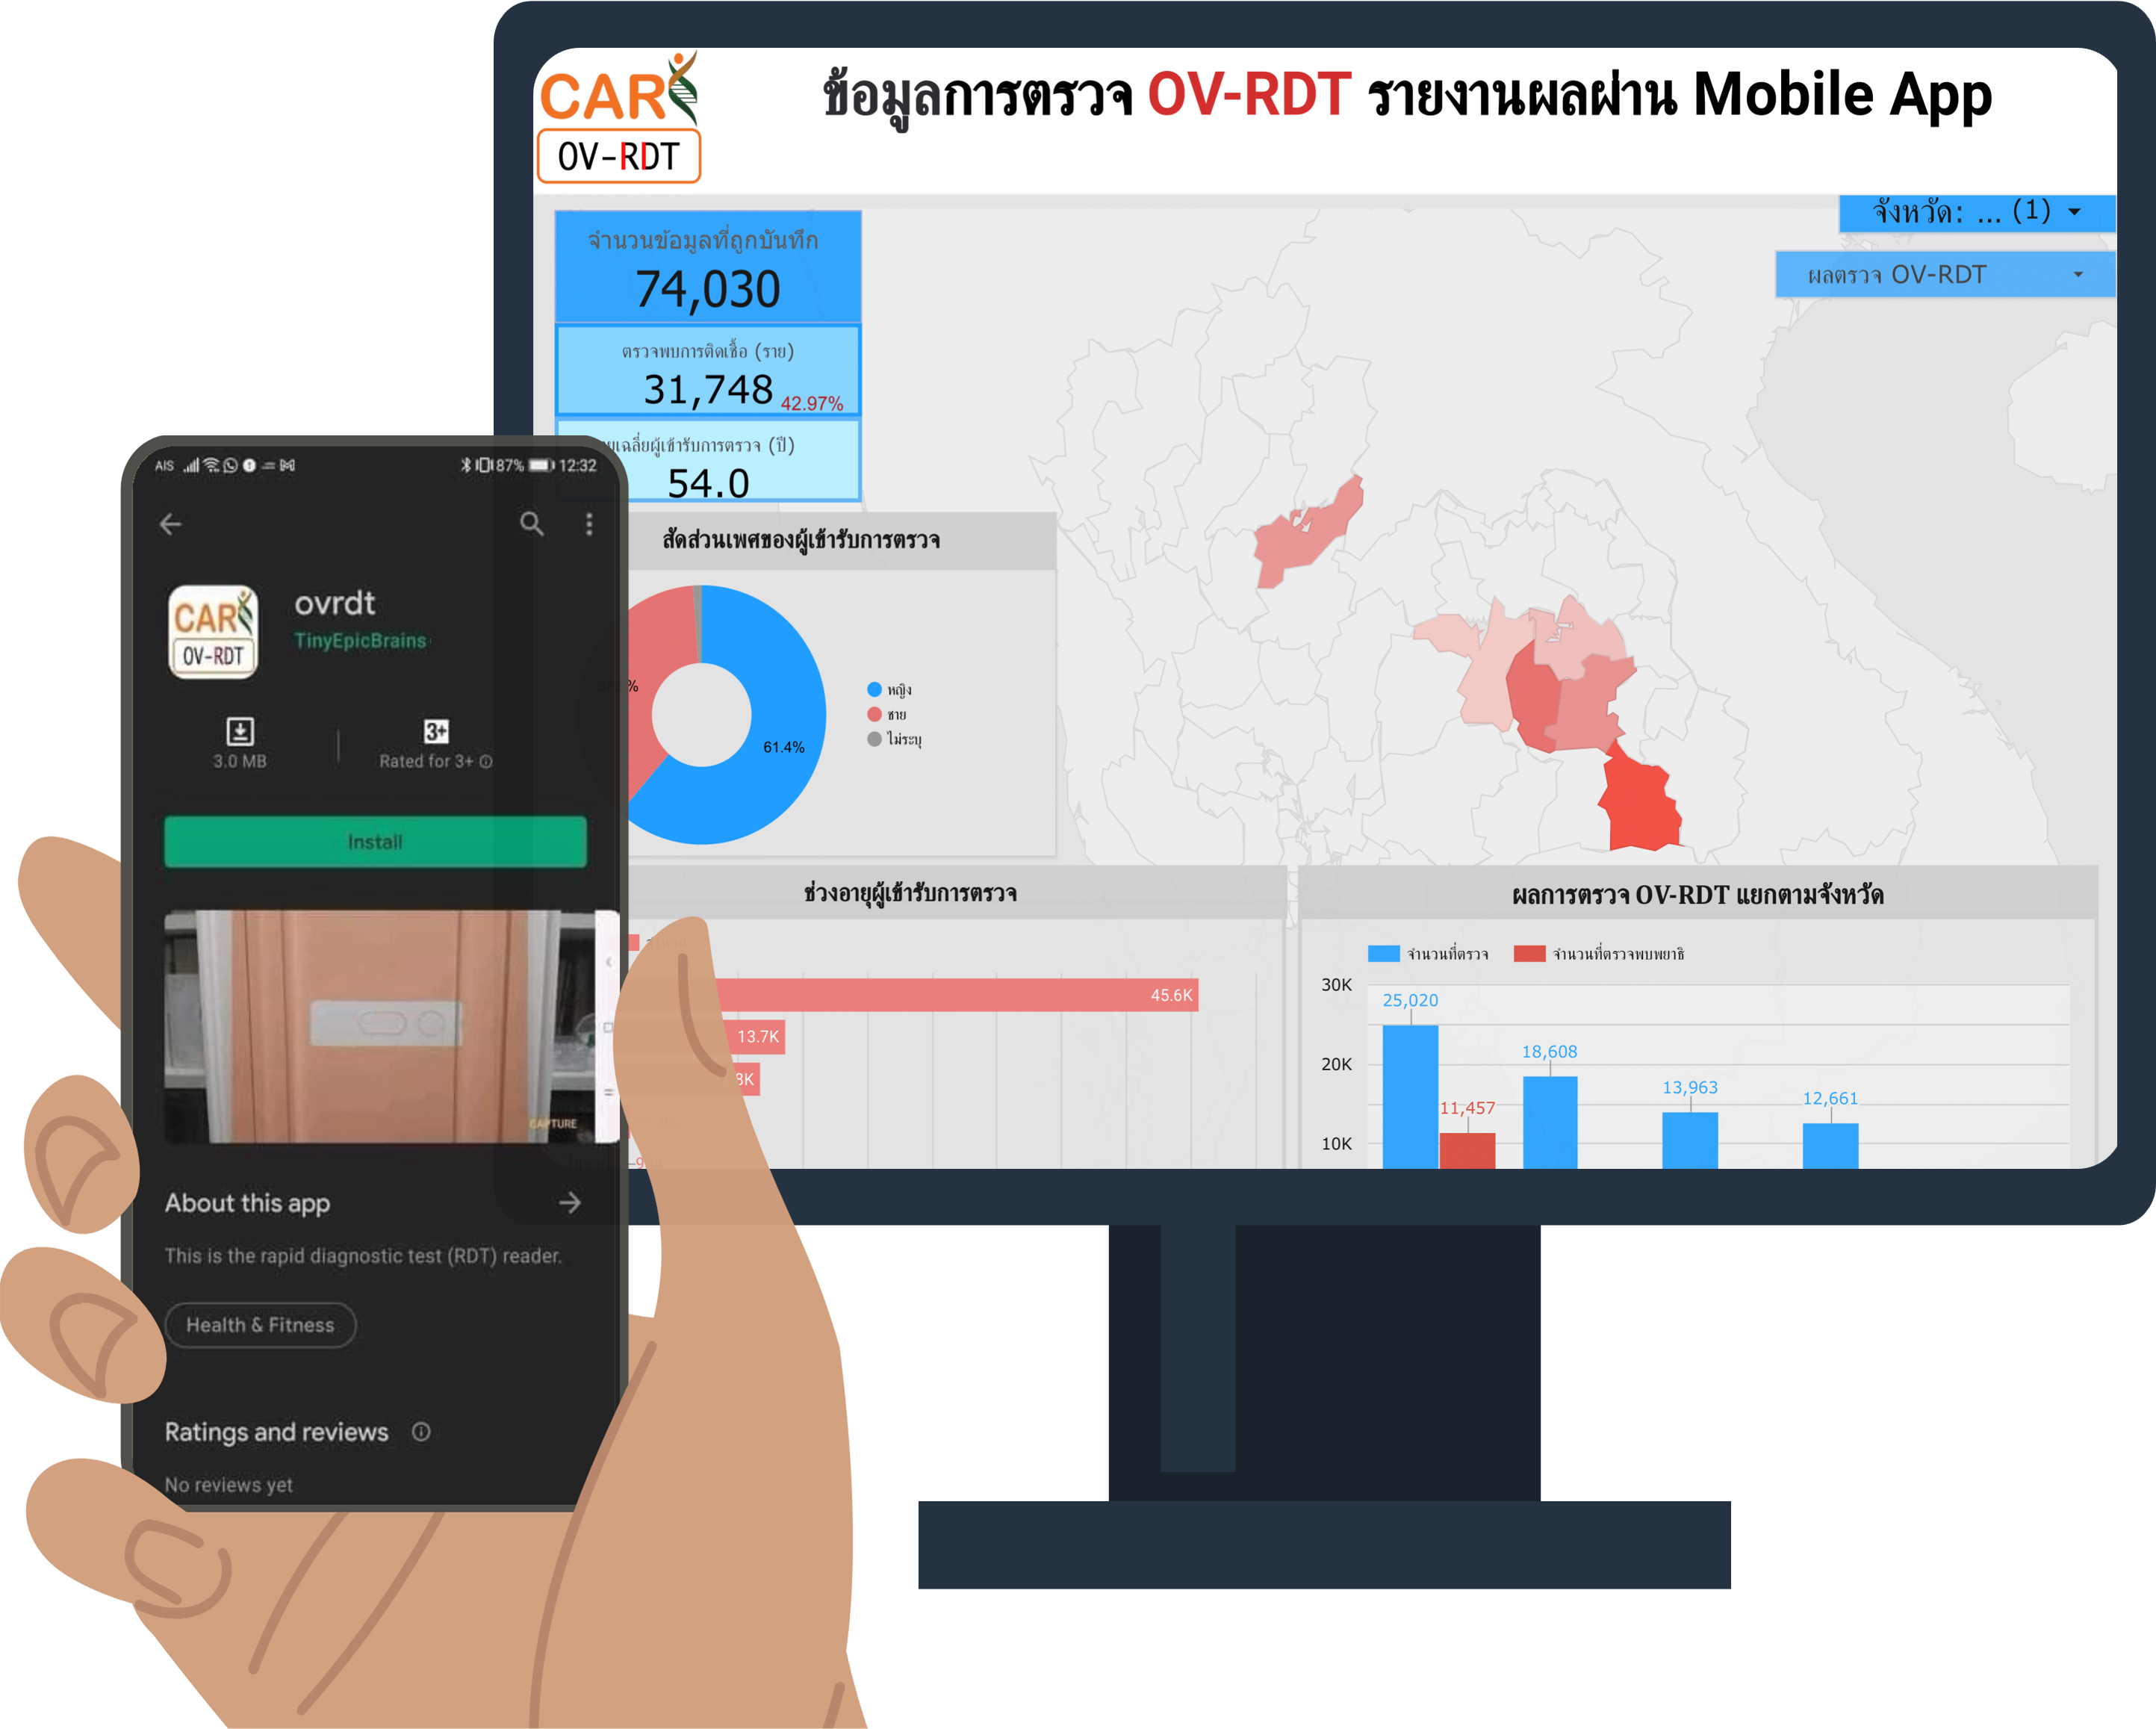 CARI
OV-RDT
ข้อมูลการตรวจ OV-RDT รายงานผลผ่าน Mobile App
จังหวัด: ... (1)
ผลตรวจ OV-RDT
จำนวนข้อมูลที่ถูกบันทึก
74,030
ตรวจพบการติดเชื้อ (ราย)
31,748 42.97%
ยเฉลี่ยผู้เข้ารับการตรวจ (ปี)
54.0
สัดส่วนเพศของผู้เข้ารับการตรวจ
%
61.4%
หญิง
ชาย
ไม่ระบุ
ช่วงอายุผู้เข้ารับการตรวจ
45.6K
13.7K
8K
ผลการตรวจ OV-RDT แยกตามจังหวัด
จำนวนที่ตรวจ จำนวนที่ตรวจพบพยาธิ
30K
20K
10K
25,020
11,457
18,608
13,963
12,661
AIS 87% 12:32
CARI
OV-RDT
ovrdt
TinyEpicBrains
3.0 MB
3+
Rated for 3+
Install
CAPTURE
About this app
This is the rapid diagnostic test (RDT) reader.
Health & Fitness
Ratings and reviews
No reviews yet